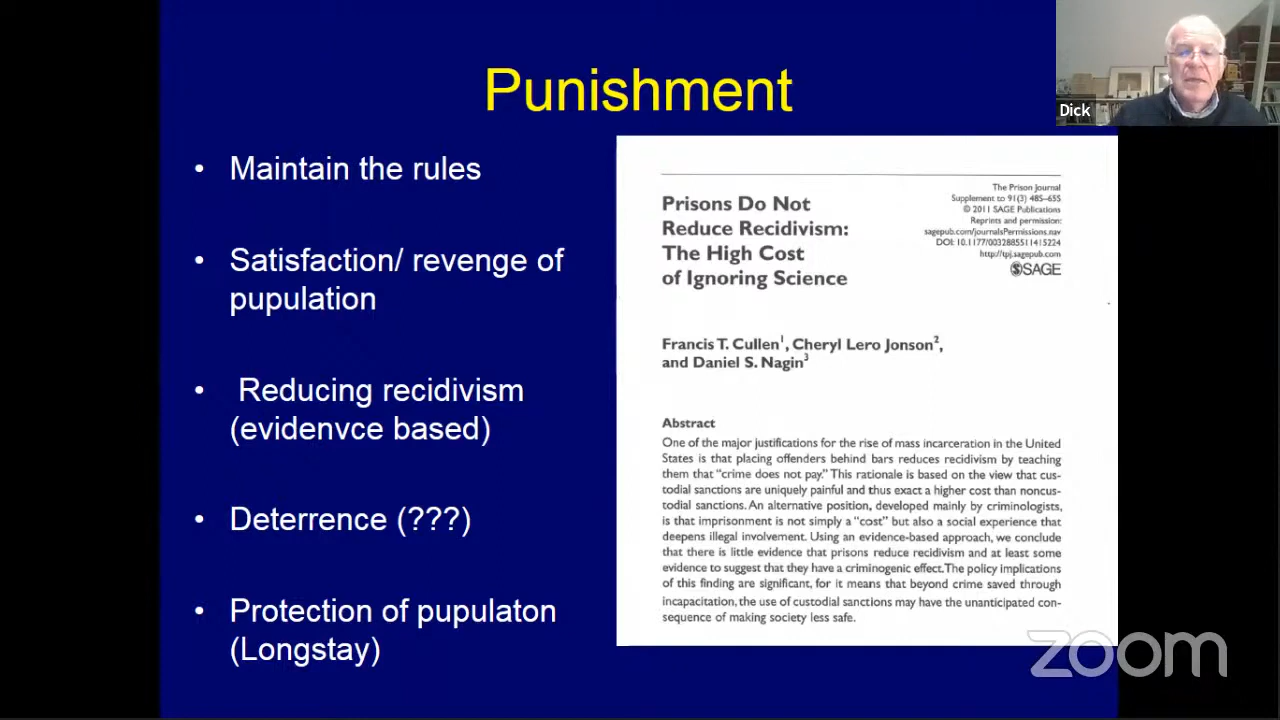 Punishment
Dick
• Maintain the rules
• Satisfaction/ revenge of
pupulation
• Reducing recidivism
(evidenvce based)
• Deterrence (???)
• Protection of pupulaton
(Longstay)
Prisons Do Not
Reduce Recidivism:
The High Cost
of Ignoring Science
The Prison Journal
Supplement to 91(3) 48S–65S
© 2011 SAGE Publications
Reprints and permission:
sagepub.com/journalsPermissions.nav
DOI: 10.1177/0032885511415224
http://tpj.sagepub.com
SAGE
Francis T. Cullen¹, Cheryl Lero Jonson²,
and Daniel S. Nagin³
Abstract
One of the major justifications for the rise of mass incarceration in the United
States is that placing offenders behind bars reduces recidivism by teaching
them that “crime does not pay.” This rationale is based on the view that cus-
todial sanctions are uniquely painful and thus exact a higher cost than noncus-
todial sanctions. An alternative position, developed mainly by criminologists,
is that imprisonment is not simply a “cost” but also a social experience that
deepens illegal involvement. Using an evidence-based approach, we conclude
that there is little evidence that prisons reduce recidivism and at least some
evidence to suggest that they have a criminogenic effect. The policy implications
of this finding are significant, for it means that beyond crime saved through
incapacitation, the use of custodial sanctions may have the unanticipated con-
sequence of making society less safe.
zoom